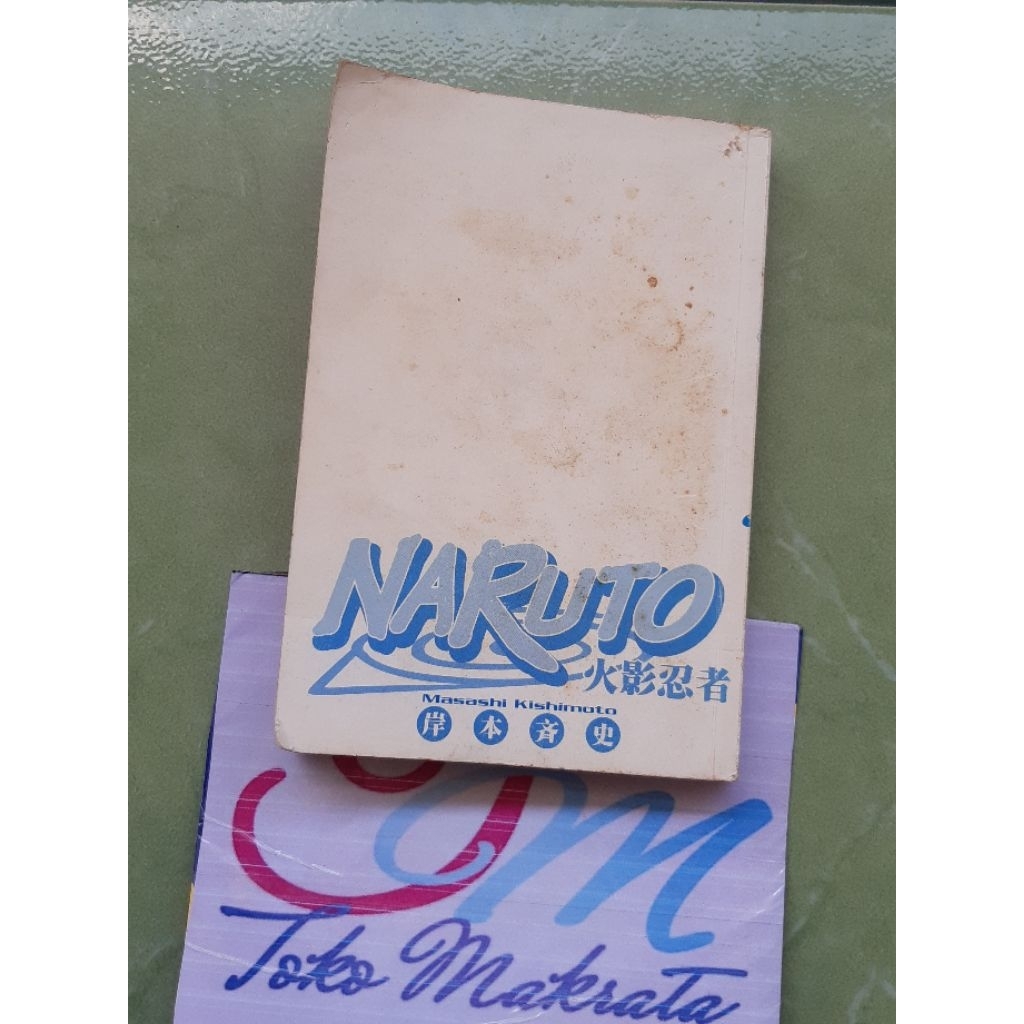 NARUTO
火影忍者
Masashi Kishimoto
岸本斉史
Toko Makrata